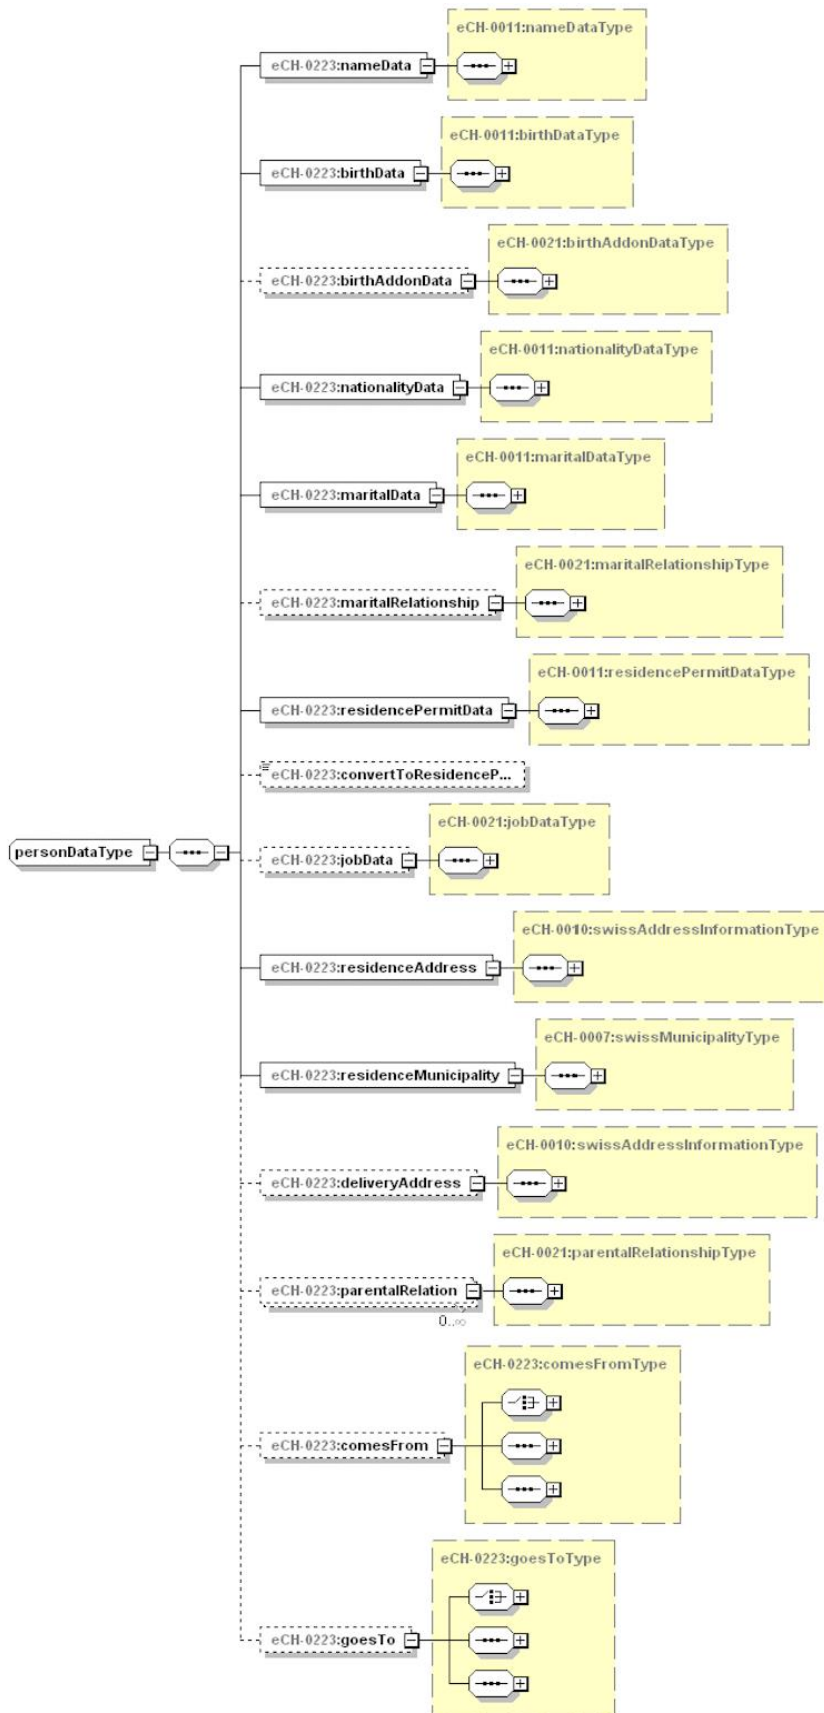 eCH-0011:nameDataType
eCH-0223:nameData
eCH-0011:birthDataType
eCH-0223:birthData
eCH-0021:birthAddonDataType
eCH-0223:birthAddonData
eCH-0011:nationalityDataType
eCH-0223:nationalityData
eCH-0011:maritalDataType
eCH-0223:maritalData
eCH-0021:maritalRelationshipType
eCH-0223:maritalRelationship
eCH-0011:residencePermitDataType
eCH-0223:residencePermitData
eCH-0223:convertToResidenceP...
eCH-0021:jobDataType
personDataType
eCH-0223:jobData
eCH-0010:swissAddressInformationType
eCH-0223:residenceAddress
eCH-0007:swissMunicipalityType
eCH-0223:residenceMunicipality
eCH-0010:swissAddressInformationType
eCH-0223:deliveryAddress
eCH-0021:parentalRelationshipType
eCH-0223:parentalRelation
0..∞
eCH-0223:comesFromType
eCH-0223:comesFrom
eCH-0223:goesToType
eCH-0223:goesTo